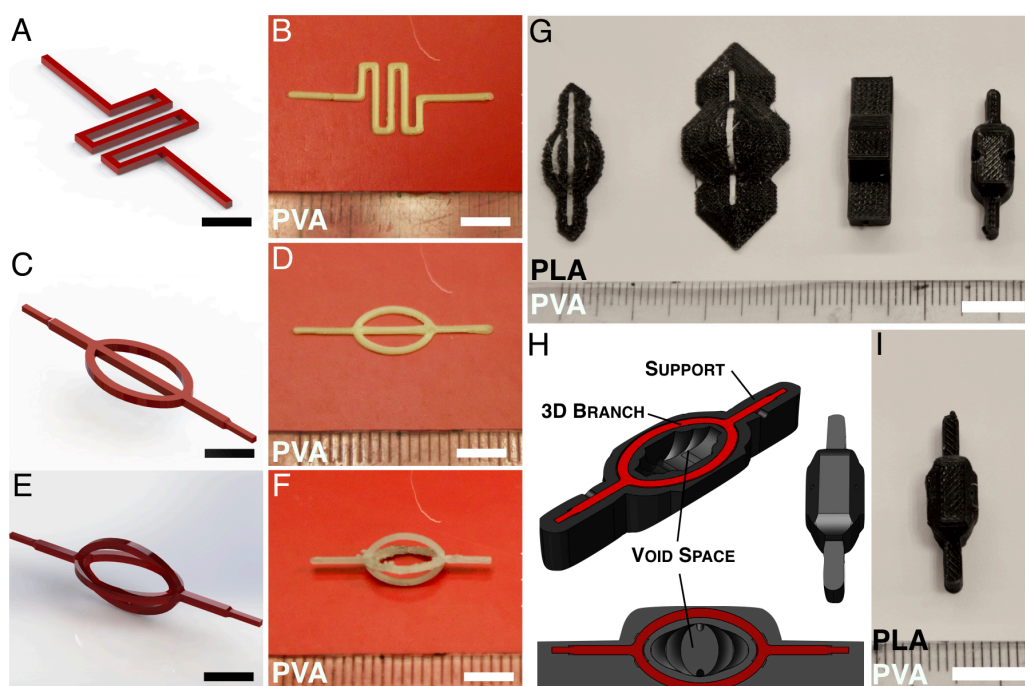 A
B
PVA
C
D
PVA
E
F
PVA
G
PLA
PVA
H
SUPPORT
3D BRANCH
VOID SPACE
I
PLA
PVA